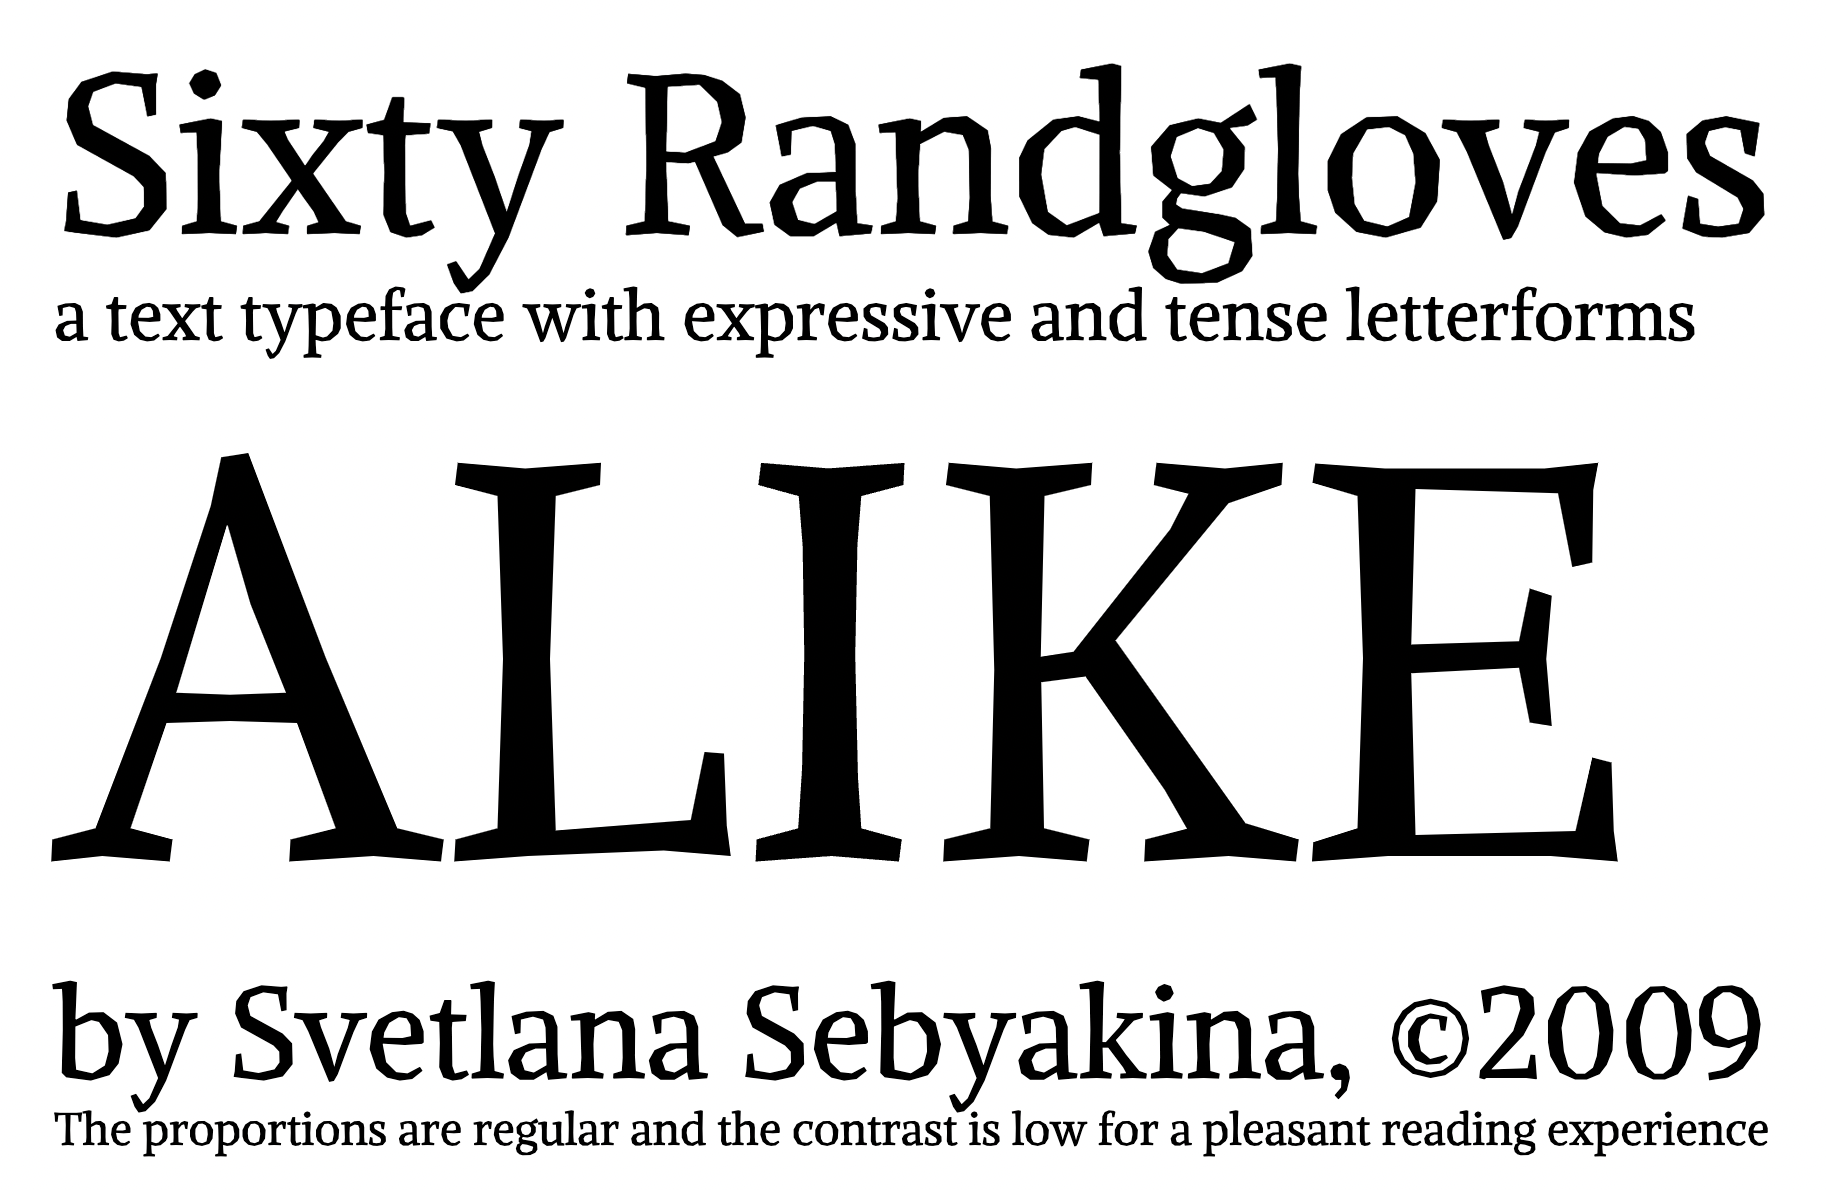 Sixty Randgloves
a text typeface with expressive and tense letterforms
ALIKE
by Svetlana Sebyakina, ©2009
The proportions are regular and the contrast is low for a pleasant reading experience